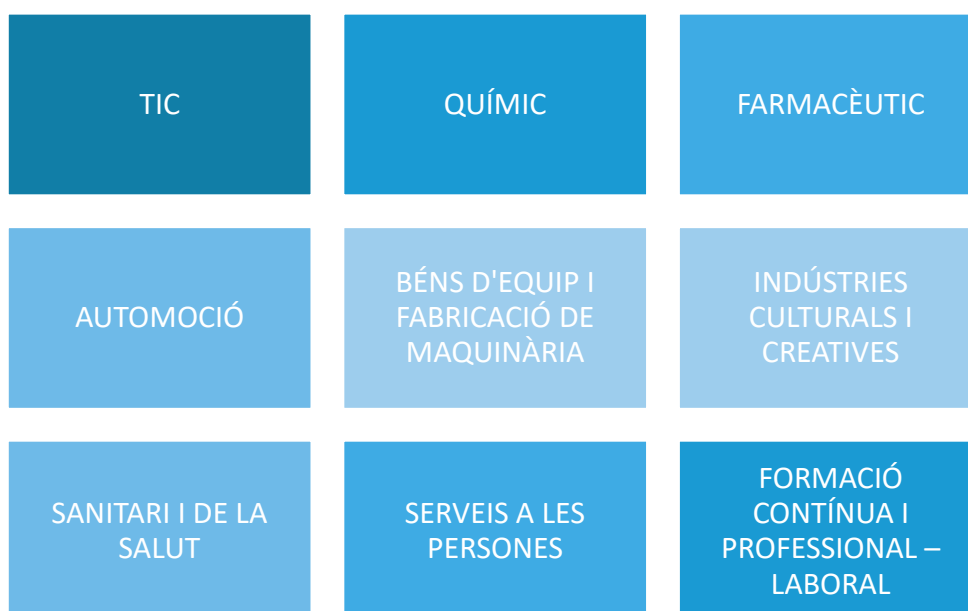 TIC
QUÍMIC
FARMACÈUTIC
AUTOMOCIÓ
BÉNS D'EQUIP I
FABRICACIÓ DE
MAQUINÀRIA
INDÚSTRIES
CULTURALS I
CREATIVES
SANITARI I DE LA
SALUT
SERVEIS A LES
PERSONES
FORMACIÓ
CONTÍNUA I
PROFESSIONAL –
LABORAL